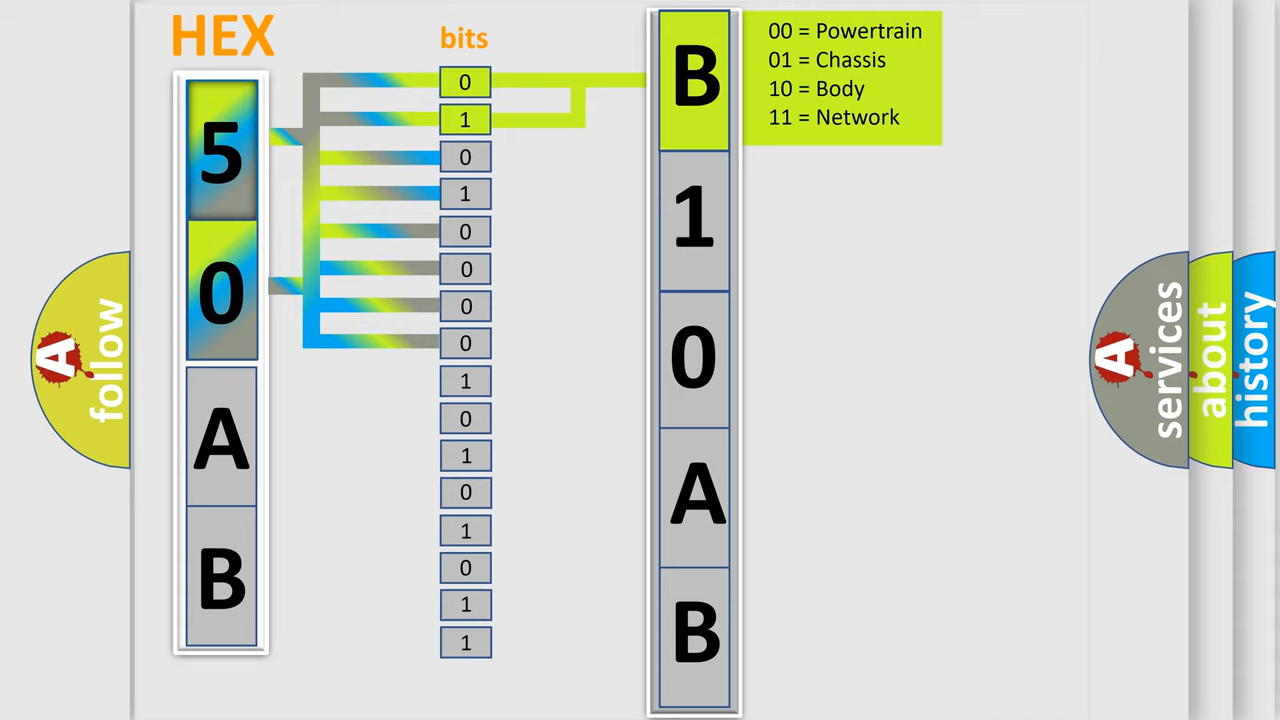 HEX
bits
5
0
A
B
0
1
0
1
0
0
0
0
1
0
1
0
1
0
1
1
B
1
0
A
B
00 = Powertrain
01 = Chassis
10 = Body
11 = Network
A
follow
A
services
about
history